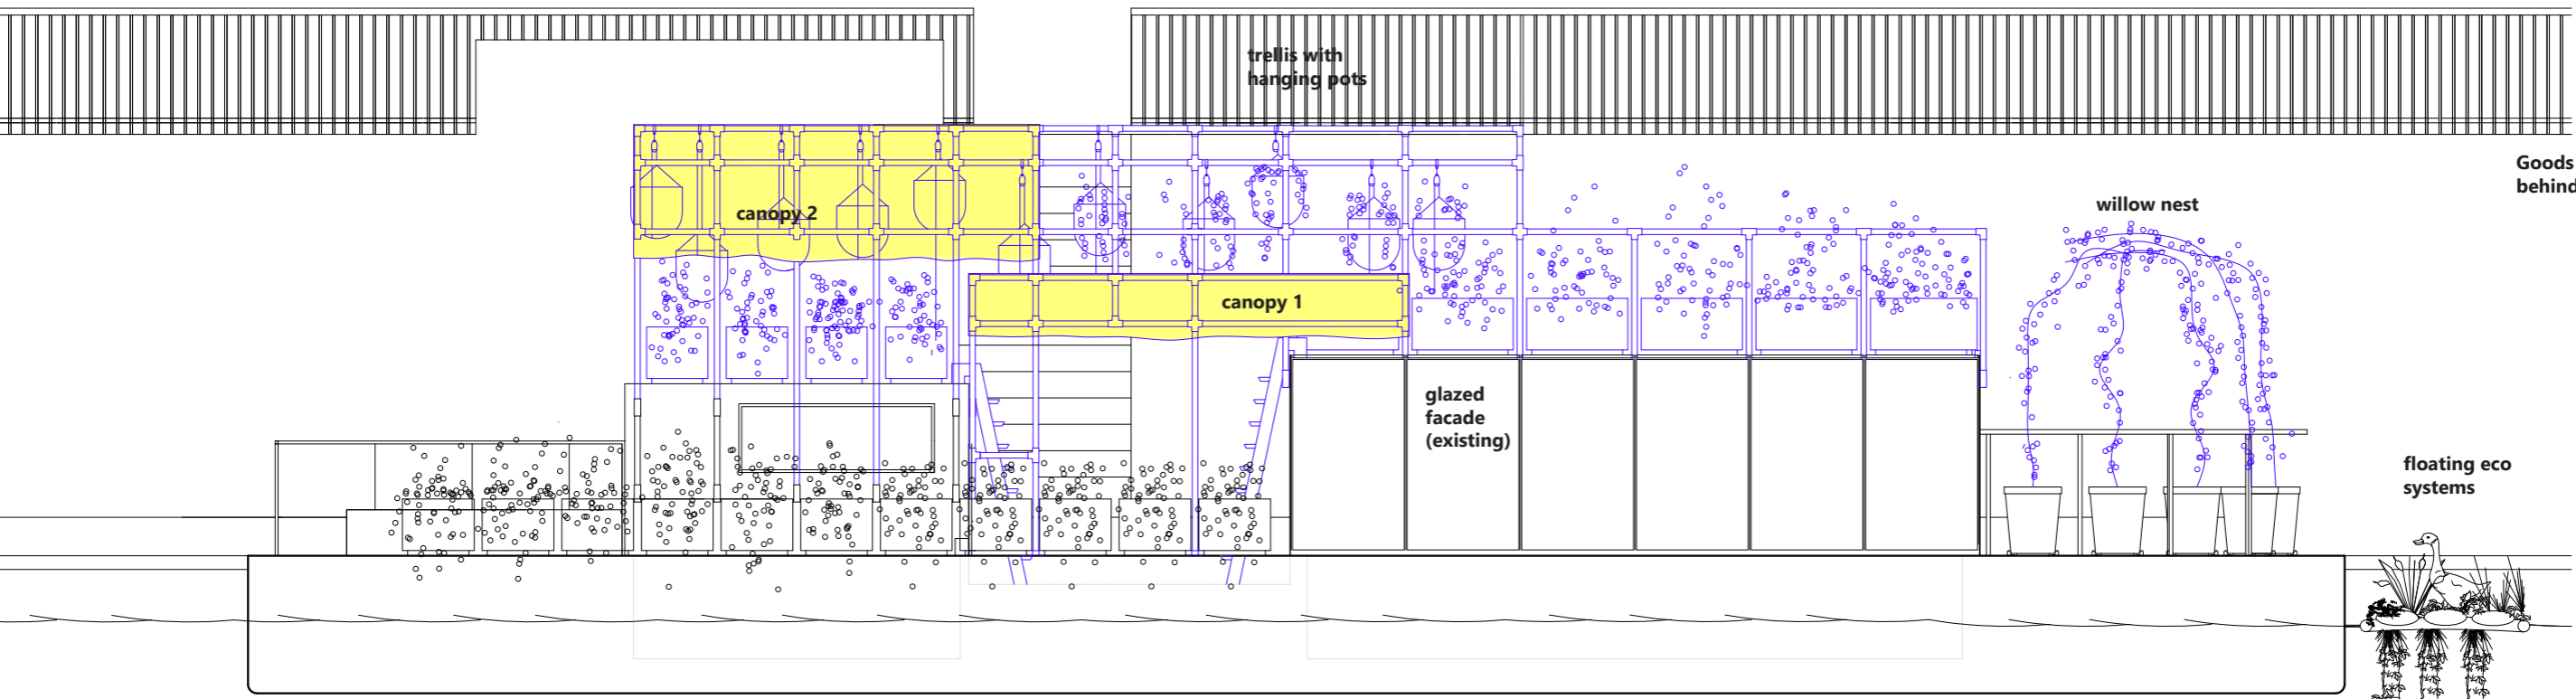 trellis with
hanging pots
Goods
behind
canopy 2
willow nest
canopy 1
glazed
facade
(existing)
floating eco
systems